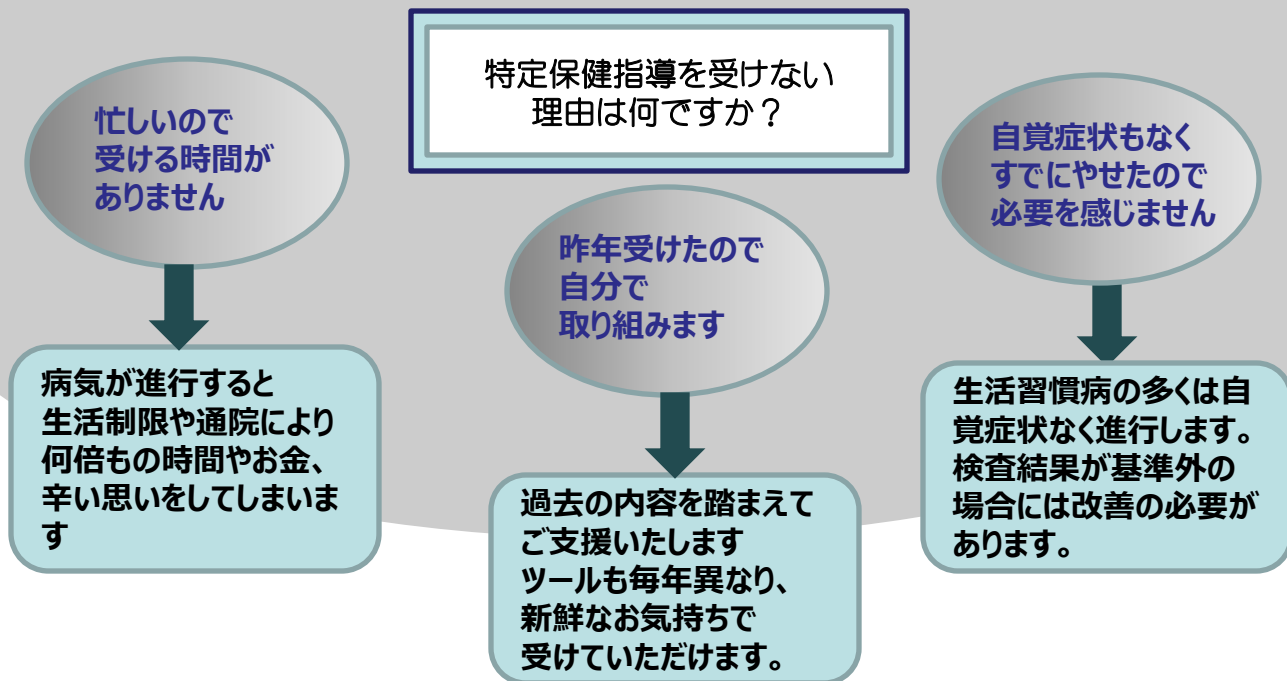 特定保健指導を受けない
理由は何ですか？
忙しいので
受ける時間が
ありません
病気が進行すると
生活制限や通院により
何倍もの時間やお金、
辛い思いをしてしまいま
す
昨年受けたので
自分で
取り組みます
過去の内容を踏まえて
ご支援いたします
ツールも毎年異なり、
新鮮なお気持ちで
受けていただけます。
自覚症状もなく
すでにやせたので
必要を感じません
生活習慣病の多くは自
覚症状なく進行します。
検査結果が基準外の
場合には改善の必要が
あります。